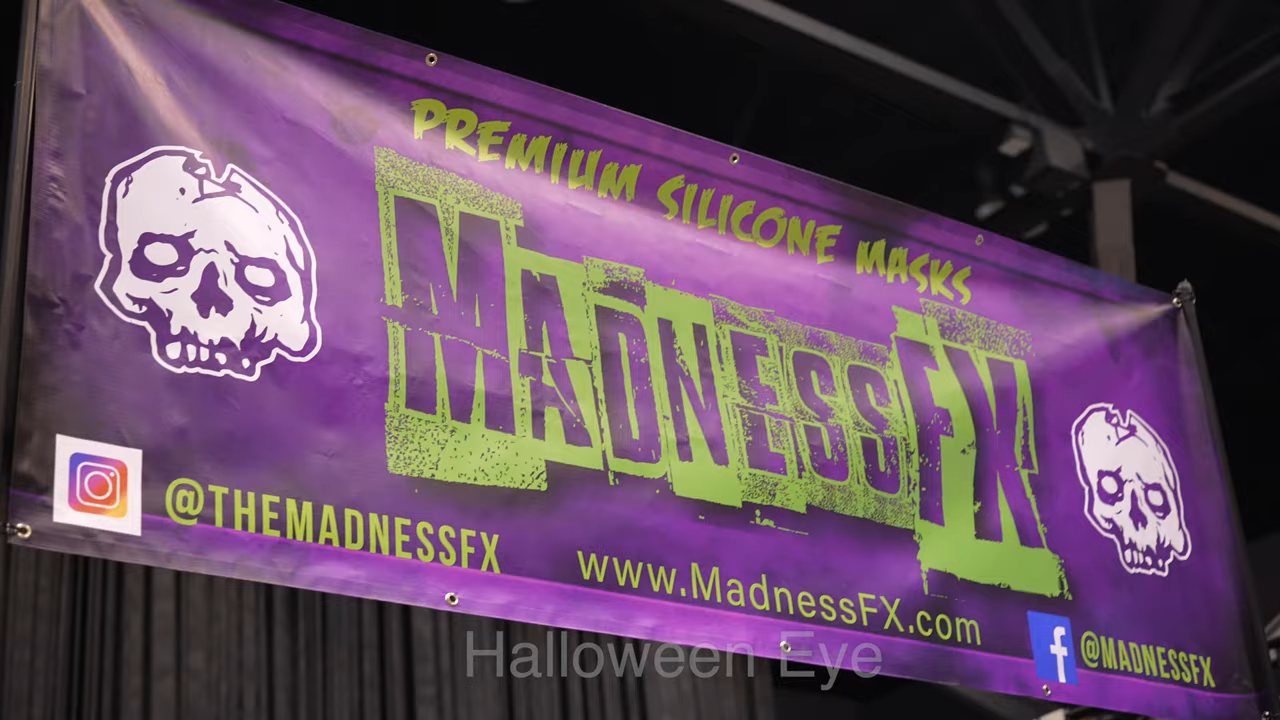 PREMIUM SILICONE MASKS
MADNESSFX
@THEMADNESSFX
www.MadnessFX.com
@MADNESSFX
Halloween Eye